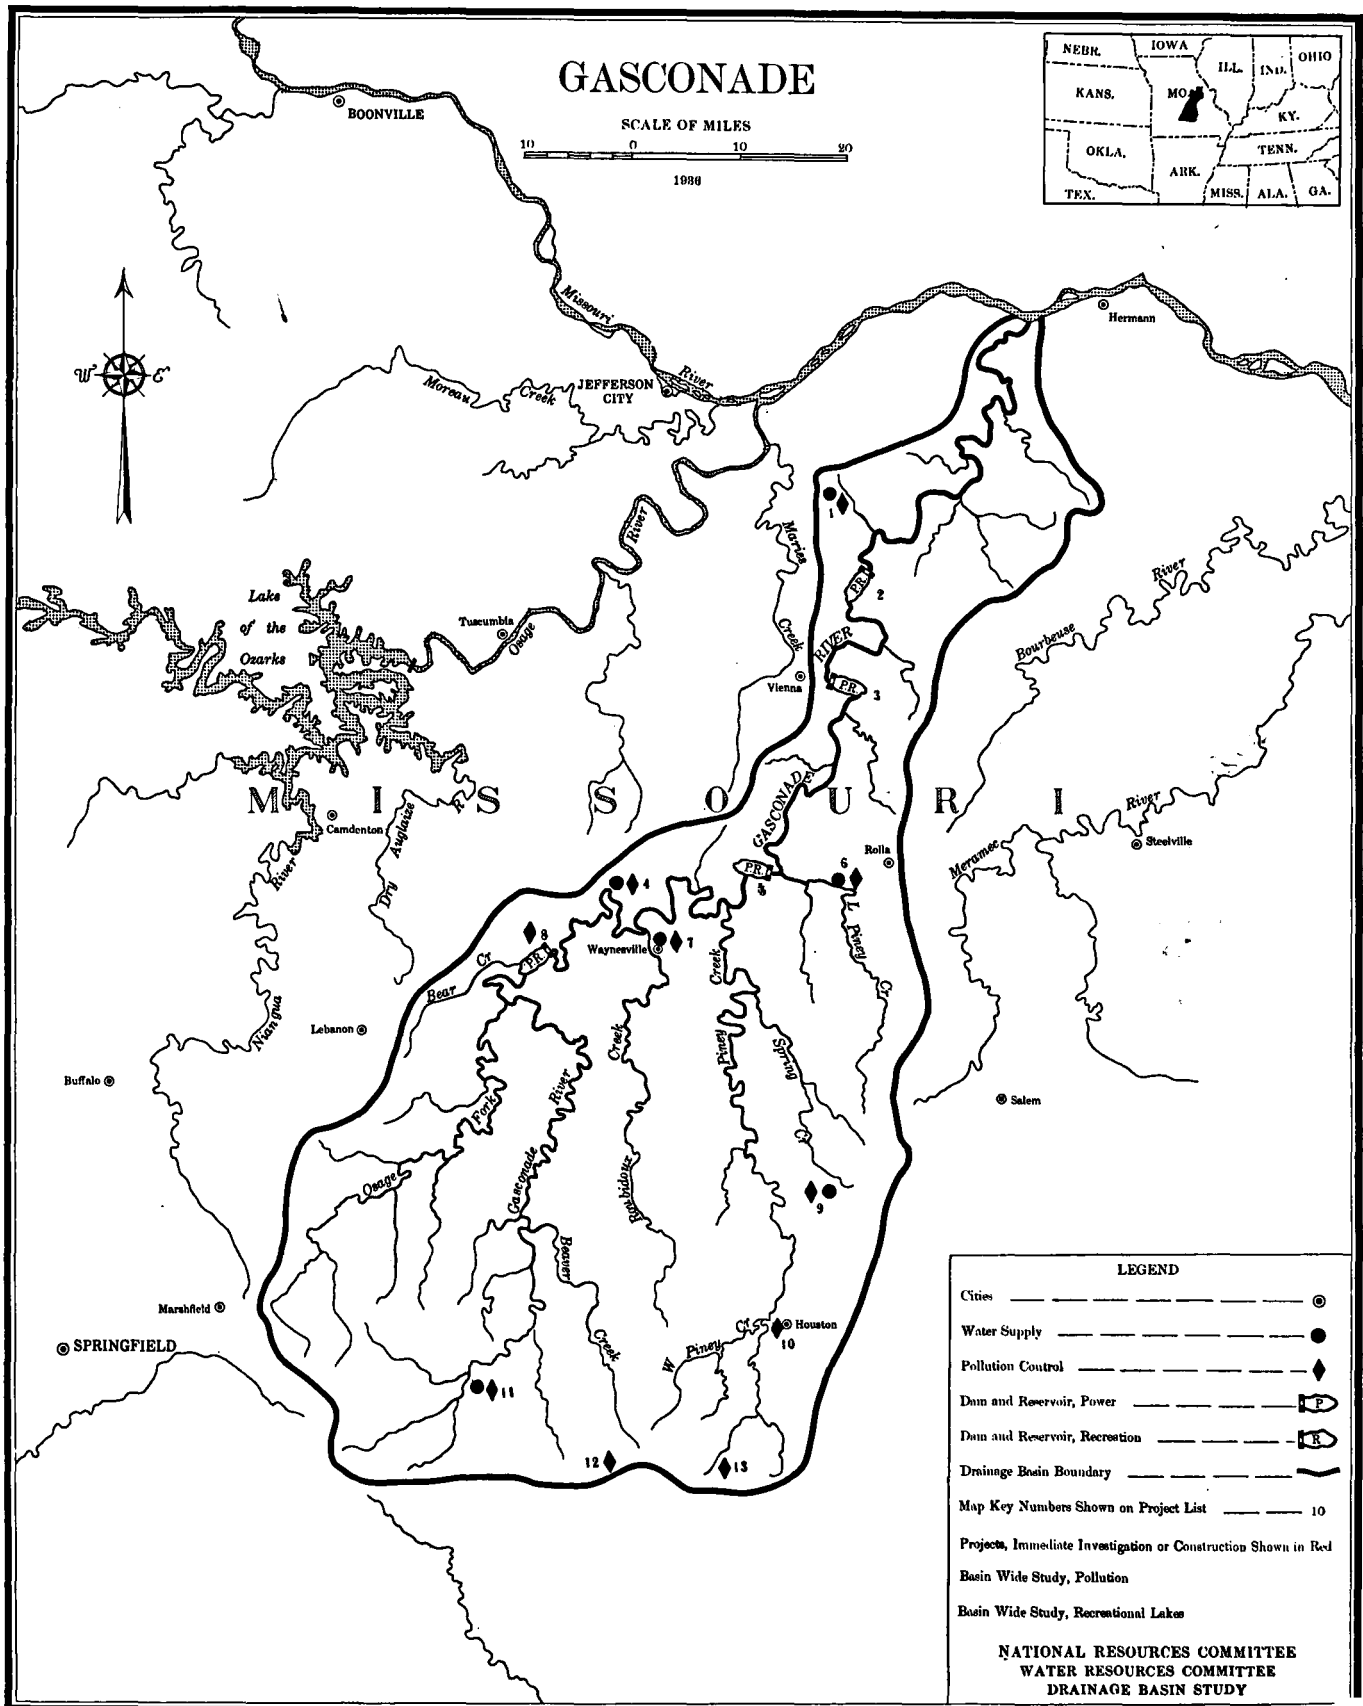 GASCONADE
SCALE OF MILES
10 0 10 20
1936
NEBR.
IOWA
ILL.
IND.
OHIO
KANS.
MO.
KY.
OKLA.
TENN.
ARK.
TEX.
MISS.
ALA.
GA.
BOONVILLE
Missouri
River
Hermann
W
E
Moreau
Creek
JEFFERSON
CITY
River
Maries
Creek
1
P.R.
2
Lake
of the
Ozarks
Tuscumbia
Osage
RIVER
Vienna
P.R.
3
Bourbeuse
River
MISSOURI
GASCONADE
Camdenton
Dry
Auglaize
R
River
Niangua
Meramec
River
Steelville
Rolla
6
P.R.
5
4
L
Piney
Cr
8
P.R.
Waynesville
7
Bear
Cr
Creek
Piney
Lebanon
Buffalo
Fork
River
Creek
Spring
Cr
Salem
Osage
Gasconade
Roubidoux
9
Beaver
Creek
Marshfield
SPRINGFIELD
W
Piney
Cr
Houston
10
11
12
13
LEGEND
Cities
Water Supply
Pollution Control
Dam and Reservoir, Power P
Dam and Reservoir, Recreation R
Drainage Basin Boundary
Map Key Numbers Shown on Project List 10
Projects, Immediate Investigation or Construction Shown in Red
Basin Wide Study, Pollution
Basin Wide Study, Recreational Lakes
NATIONAL RESOURCES COMMITTEE
WATER RESOURCES COMMITTEE
DRAINAGE BASIN STUDY